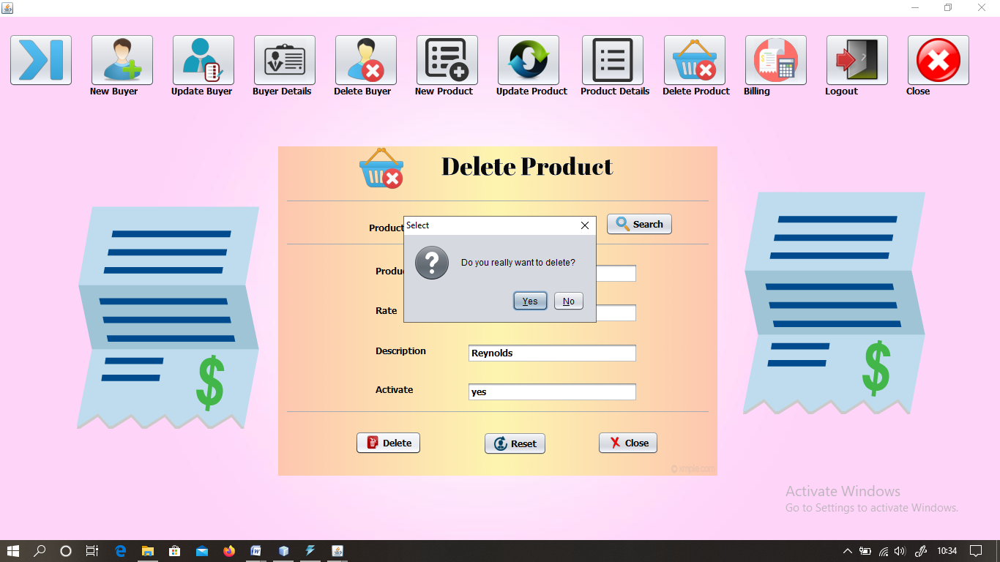 New Buyer
Update Buyer
Buyer Details
Delete Buyer
New Product
Update Product
Product Details
Delete Product
Billing
Logout
Close
Delete Product
Product
Search
Select
Do you really want to delete?
Yes
No
Rate
Description
Reynolds
Activate
yes
Delete
Reset
Close
Activate Windows
Go to Settings to activate Windows.
10:34